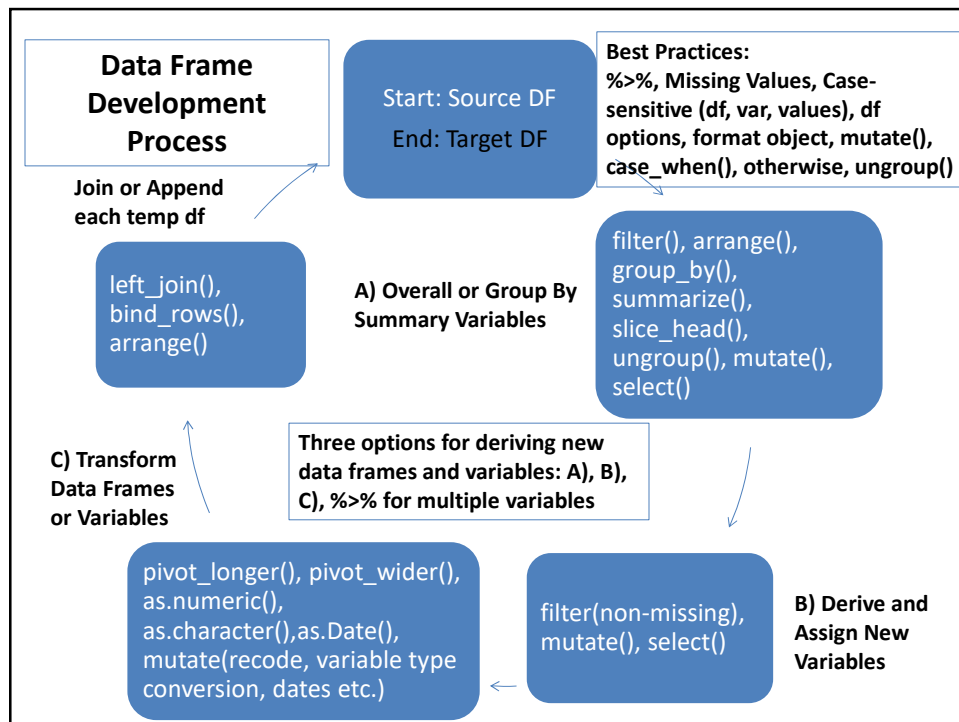 Data Frame
Development
Process
Start: Source DF
End: Target DF
Best Practices:
%>%, Missing Values, Case-
sensitive (df, var, values), df
options, format object, mutate(),
case_when(), otherwise, ungroup()
Join or Append
each temp df
left_join(),
bind_rows(),
arrange()
A) Overall or Group By
Summary Variables
filter(), arrange(),
group_by(),
summarize(),
slice_head(),
ungroup(), mutate(),
select()
C) Transform
Data Frames
or Variables
Three options for deriving new
data frames and variables: A), B),
C), %>% for multiple variables
pivot_longer(), pivot_wider(),
as.numeric(),
as.character(),as.Date(),
mutate(recode, variable type
conversion, dates etc.)
filter(non-missing),
mutate(), select()
B) Derive and
Assign New
Variables